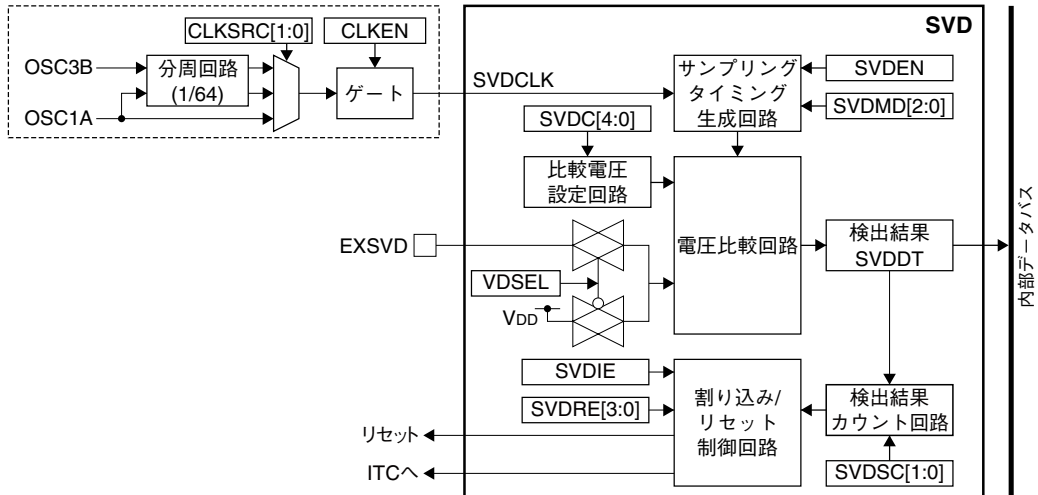 CLKSRC[1:0]
CLKEN
SVD
OSC3B
分周回路
(1/64)
ゲート
OSC1A
SVDCLK
サンプリング
タイミング
生成回路
SVDEN
SVDMD[2:0]
SVDC[4:0]
比較電圧
設定回路
EXSVD
電圧比較回路
検出結果
SVDDT
内部データバス
VDSEL
VDD
SVDIE
SVDRE[3:0]
割り込み/
リセット
制御回路
検出結果
カウント回路
リセット
ITCへ
SVDSC[1:0]